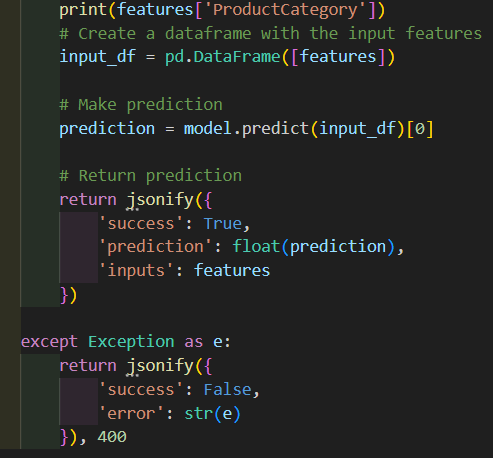 print(features['ProductCategory'])
# Create a dataframe with the input features
input_df = pd.DataFrame([features])
# Make prediction
prediction = model.predict(input_df)[0]
# Return prediction
return jsonify({
'success': True,
'prediction': float(prediction),
'inputs': features
})
except Exception as e:
return jsonify({
'success': False,
'error': str(e)
}), 400